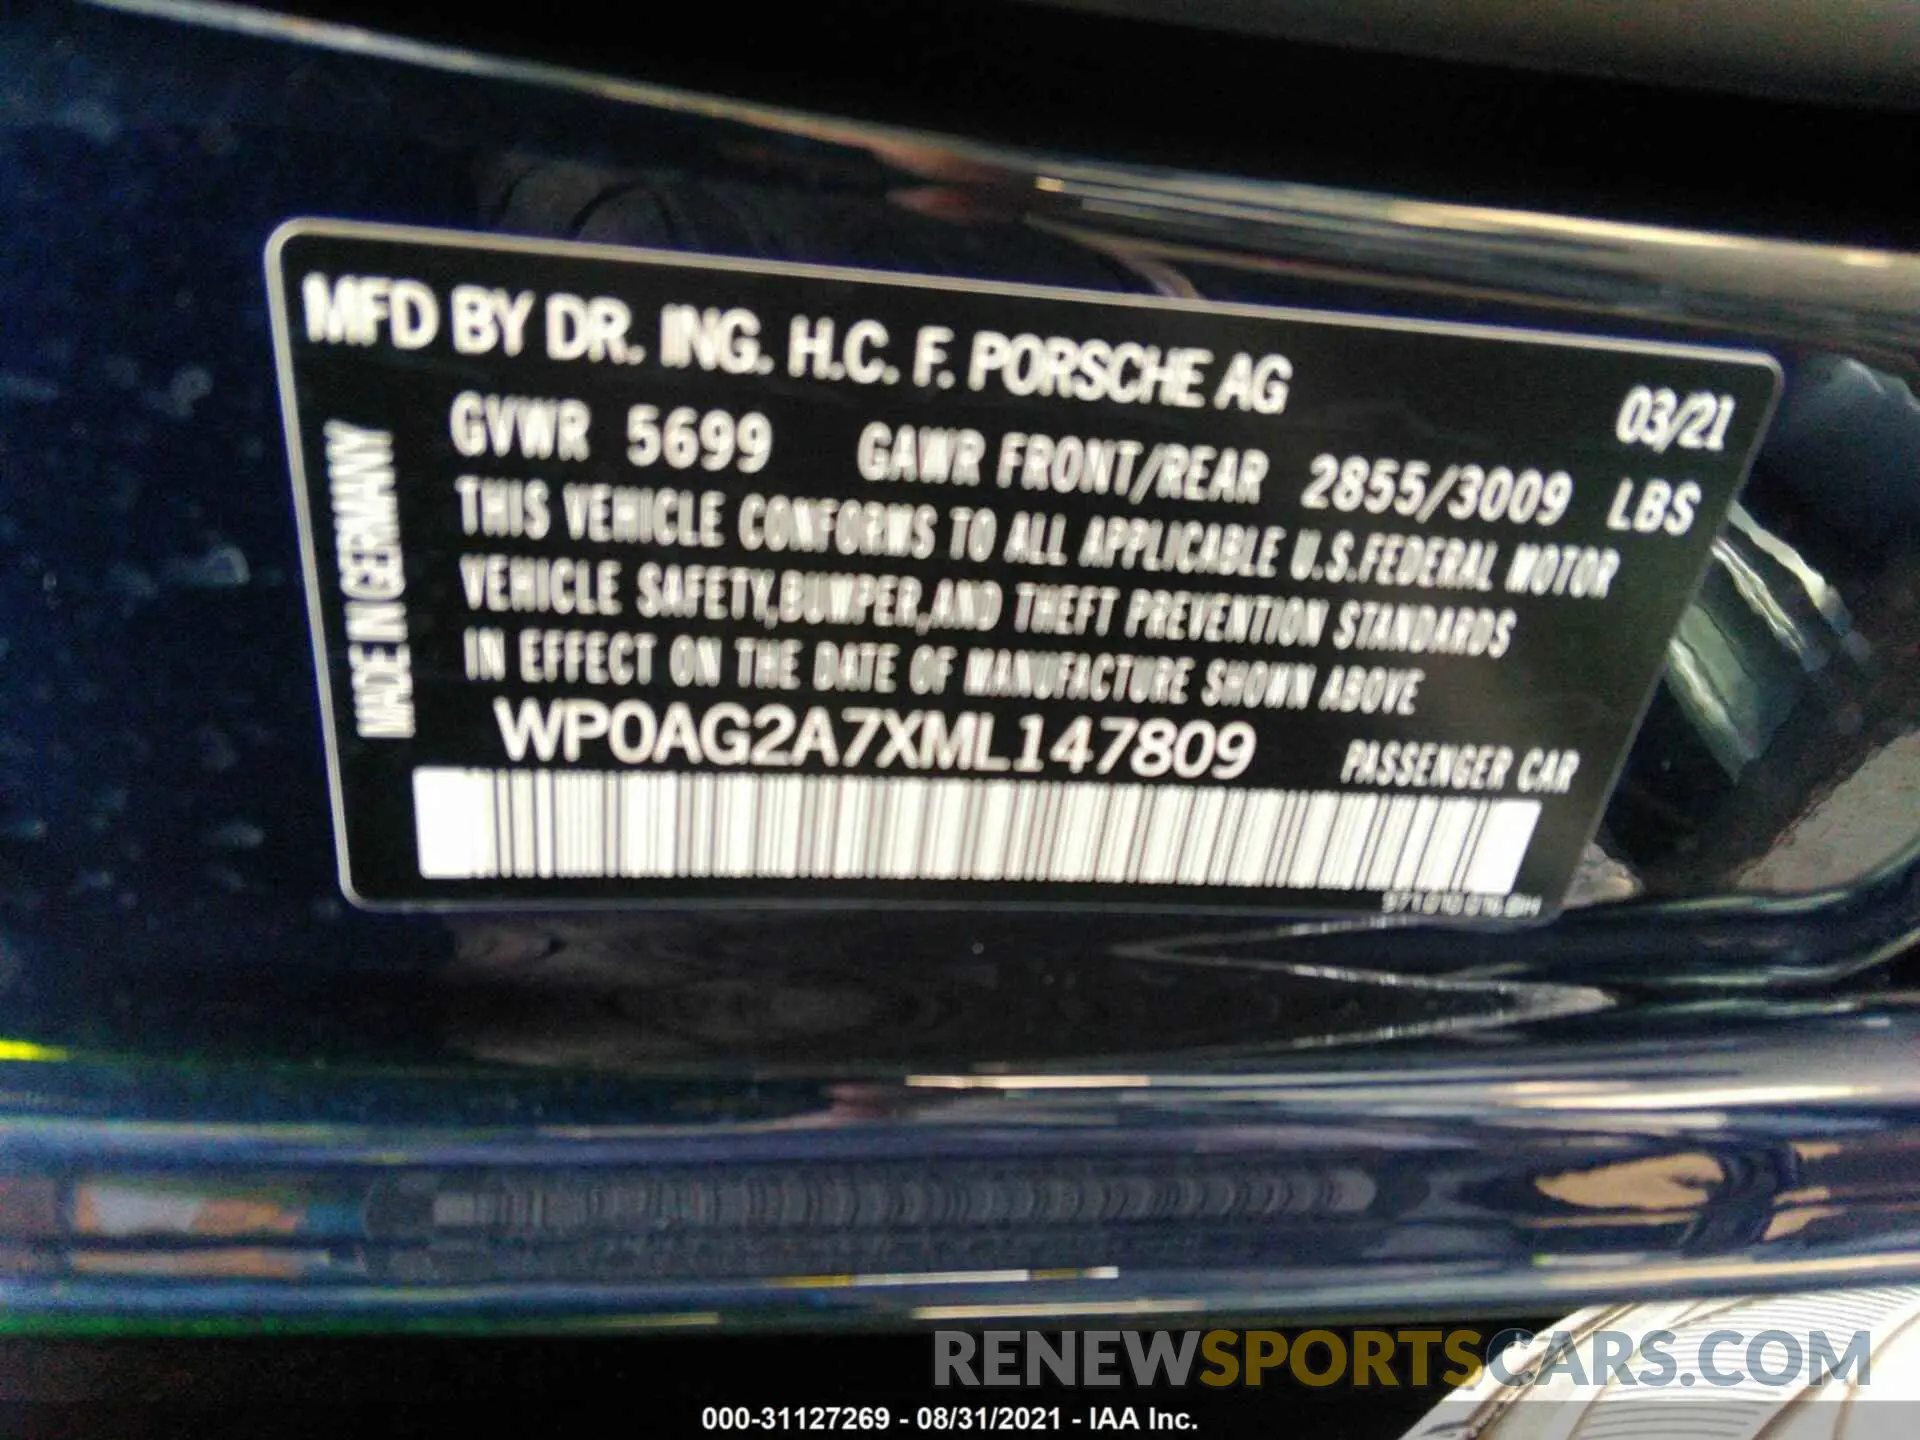 MFD BY DR. ING. H.C. F. PORSCHE AG
03/21
GVWR 5699 GAWR FRONT/REAR 2855/3009 LBS
THIS VEHICLE CONFORMS TO ALL APPLICABLE U.S.FEDERAL MOTOR
VEHICLE SAFETY,BUMPER,AND THEFT PREVENTION STANDARDS
IN EFFECT ON THE DATE OF MANUFACTURE SHOWN ABOVE
WP0AG2A7XML147809 PASSENGER CAR
MADE IN GERMANY
RENEWSPORTSCARS.COM
000-31127269 - 08/31/2021 - IAA Inc.